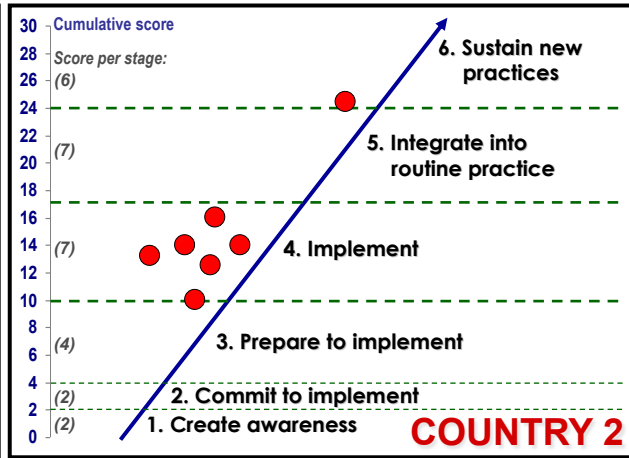 30 Cumulative score
28
Score per stage:
26 (6)
24
22
(7)
20
18
16
14 (7)
12
10
8
6 (4)
4
(2)
2
0 (2)
6. Sustain new
practices
5. Integrate into
routine practice
4. Implement
3. Prepare to implement
2. Commit to implement
1. Create awareness
COUNTRY 2